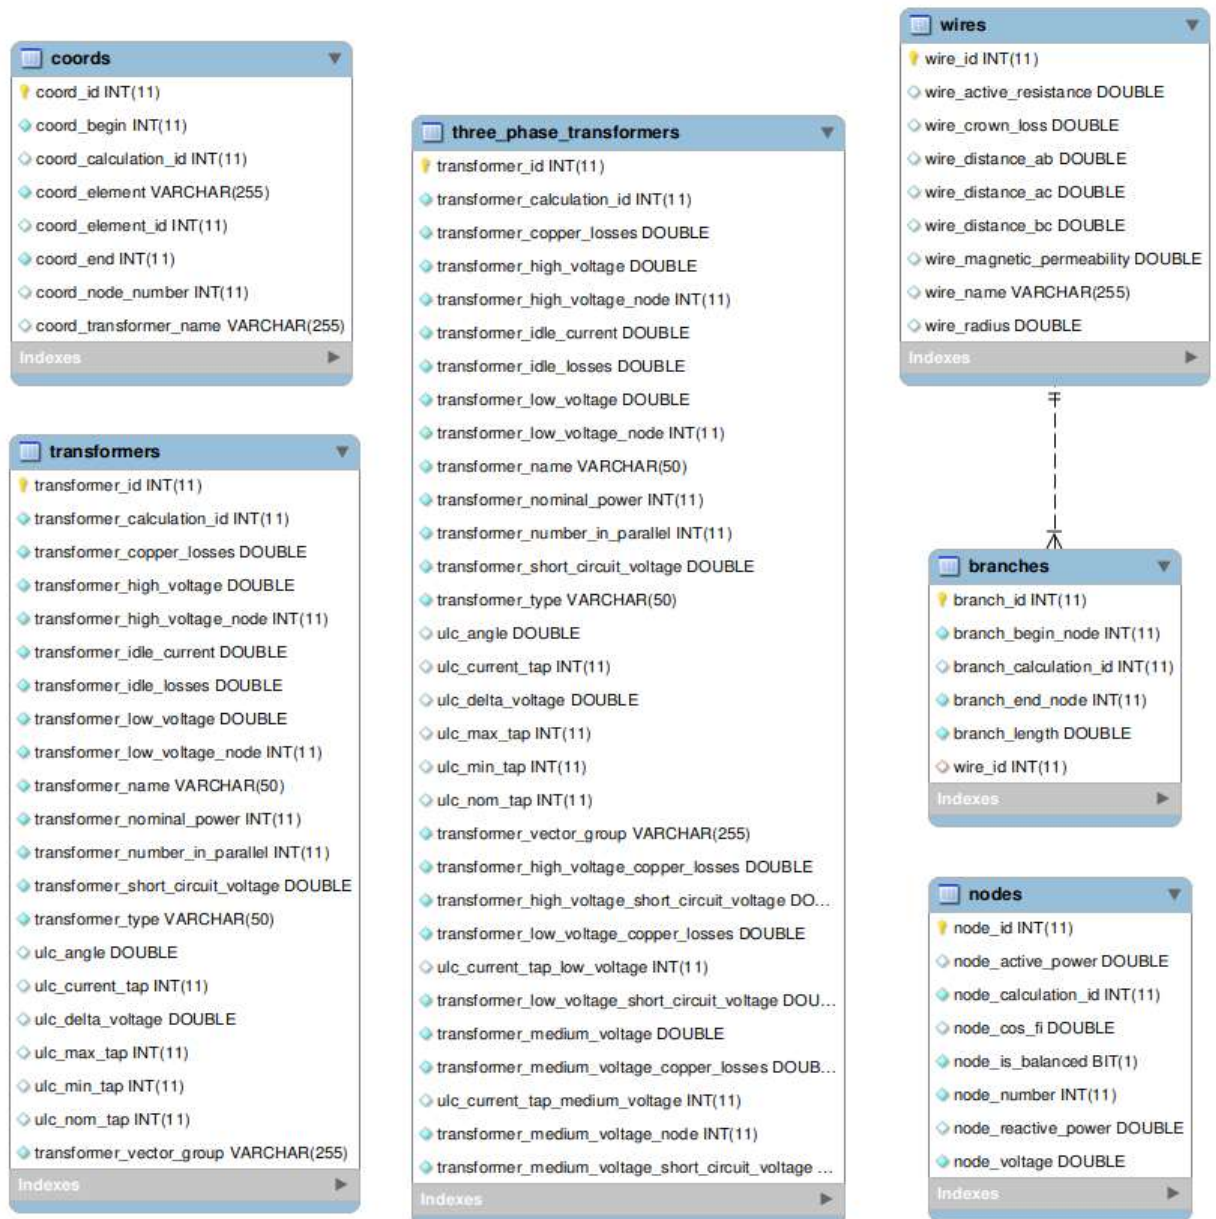 coords
coord_id INT(11)
coord_begin INT(11)
coord_calculation_id INT(11)
coord_element VARCHAR(255)
coord_element_id INT(11)
coord_end INT(11)
coord_node_number INT(11)
coord_transformer_name VARCHAR(255)
Indexes
transformers
transformer_id INT(11)
transformer_calculation_id INT(11)
transformer_copper_losses DOUBLE
transformer_high_voltage DOUBLE
transformer_high_voltage_node INT(11)
transformer_idle_current DOUBLE
transformer_idle_losses DOUBLE
transformer_low_voltage DOUBLE
transformer_low_voltage_node INT(11)
transformer_name VARCHAR(50)
transformer_nominal_power INT(11)
transformer_number_in_parallel INT(11)
transformer_short_circuit_voltage DOUBLE
transformer_type VARCHAR(50)
ulc_angle DOUBLE
ulc_current_tap INT(11)
ulc_delta_voltage DOUBLE
ulc_max_tap INT(11)
ulc_min_tap INT(11)
ulc_nom_tap INT(11)
transformer_vector_group VARCHAR(255)
Indexes
three_phase_transformers
transformer_id INT(11)
transformer_calculation_id INT(11)
transformer_copper_losses DOUBLE
transformer_high_voltage DOUBLE
transformer_high_voltage_node INT(11)
transformer_idle_current DOUBLE
transformer_idle_losses DOUBLE
transformer_low_voltage DOUBLE
transformer_low_voltage_node INT(11)
transformer_name VARCHAR(50)
transformer_nominal_power INT(11)
transformer_number_in_parallel INT(11)
transformer_short_circuit_voltage DOUBLE
transformer_type VARCHAR(50)
ulc_angle DOUBLE
ulc_current_tap INT(11)
ulc_delta_voltage DOUBLE
ulc_max_tap INT(11)
ulc_min_tap INT(11)
ulc_nom_tap INT(11)
transformer_vector_group VARCHAR(255)
transformer_high_voltage_copper_losses DOUBLE
transformer_high_voltage_short_circuit_voltage DO...
transformer_low_voltage_copper_losses DOUBLE
ulc_current_tap_low_voltage INT(11)
transformer_low_voltage_short_circuit_voltage DOU...
transformer_medium_voltage DOUBLE
transformer_medium_voltage_copper_losses DOUB...
ulc_current_tap_medium_voltage INT(11)
transformer_medium_voltage_node INT(11)
transformer_medium_voltage_short_circuit_voltage ...
Indexes
wires
wire_id INT(11)
wire_active_resistance DOUBLE
wire_crown_loss DOUBLE
wire_distance_ab DOUBLE
wire_distance_ac DOUBLE
wire_distance_bc DOUBLE
wire_magnetic_permeability DOUBLE
wire_name VARCHAR(255)
wire_radius DOUBLE
Indexes
branches
branch_id INT(11)
branch_begin_node INT(11)
branch_calculation_id INT(11)
branch_end_node INT(11)
branch_length DOUBLE
wire_id INT(11)
Indexes
nodes
node_id INT(11)
node_active_power DOUBLE
node_calculation_id INT(11)
node_cos_fi DOUBLE
node_is_balanced BIT(1)
node_number INT(11)
node_reactive_power DOUBLE
node_voltage DOUBLE
Indexes